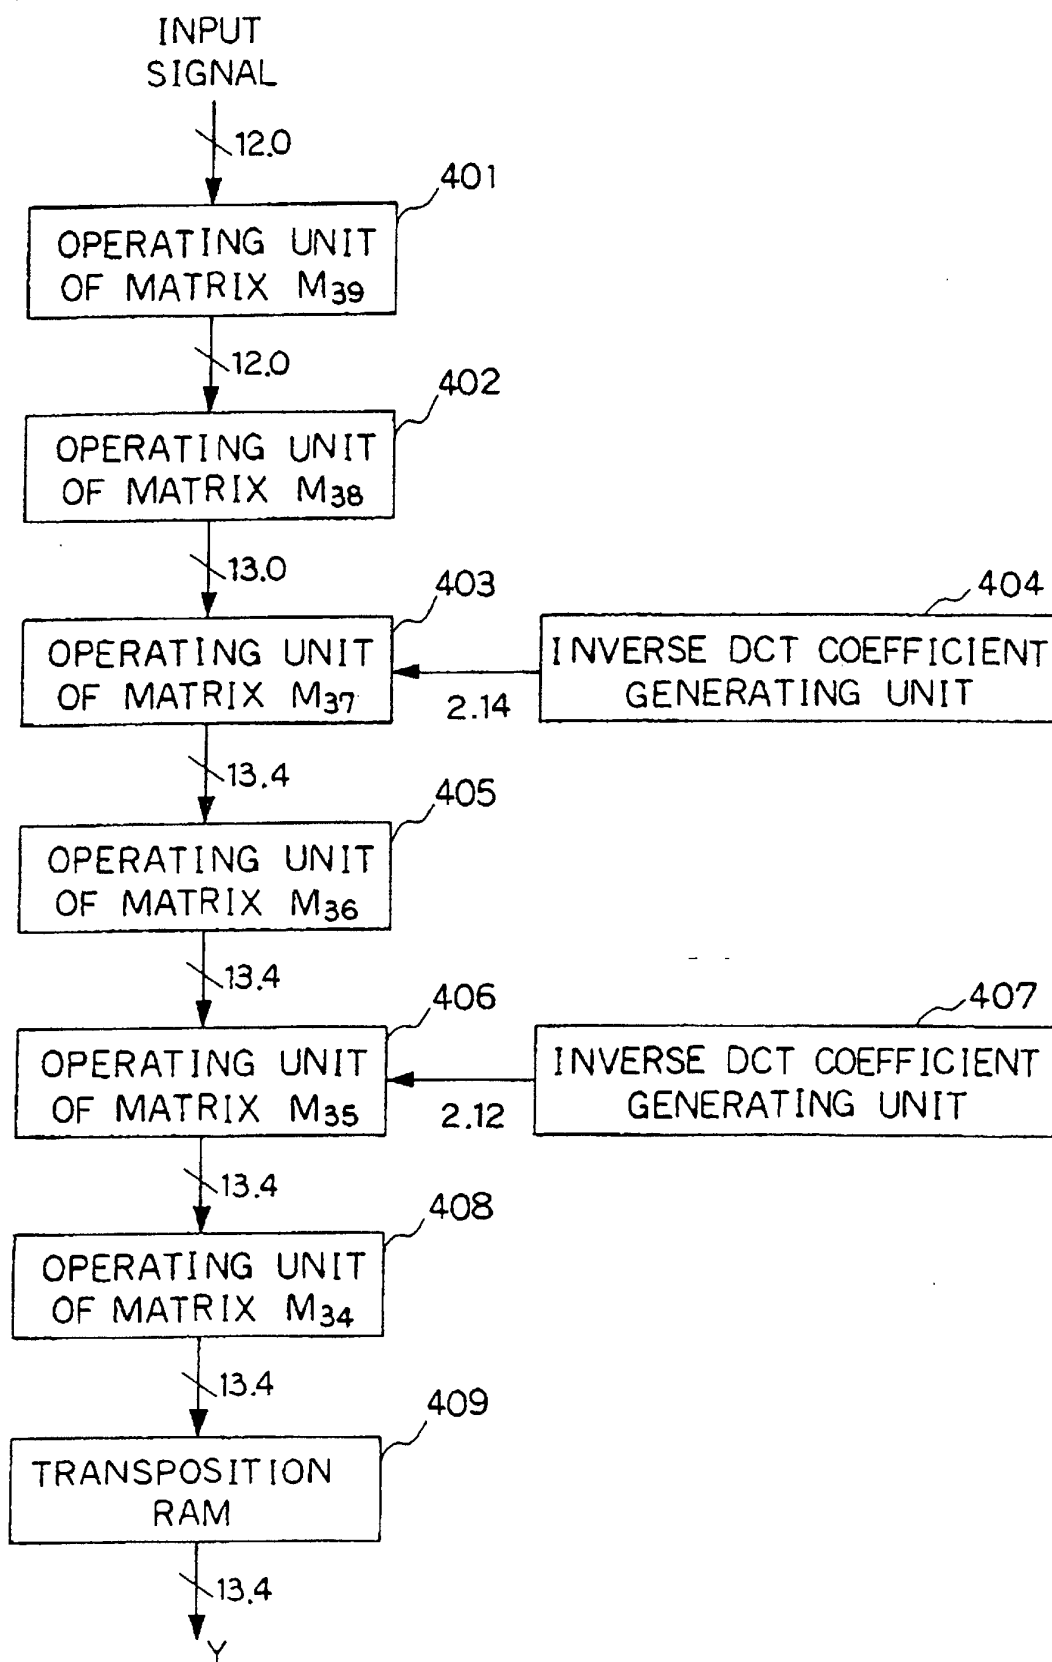 INPUT
SIGNAL
12.0
401
OPERATING UNIT
OF MATRIX M39
12.0
402
OPERATING UNIT
OF MATRIX M38
13.0
403
OPERATING UNIT
OF MATRIX M37
404
INVERSE DCT COEFFICIENT
GENERATING UNIT
2.14
13.4
405
OPERATING UNIT
OF MATRIX M36
13.4
406
OPERATING UNIT
OF MATRIX M35
407
INVERSE DCT COEFFICIENT
GENERATING UNIT
2.12
13.4
408
OPERATING UNIT
OF MATRIX M34
13.4
409
TRANSPOSITION
RAM
13.4
Y